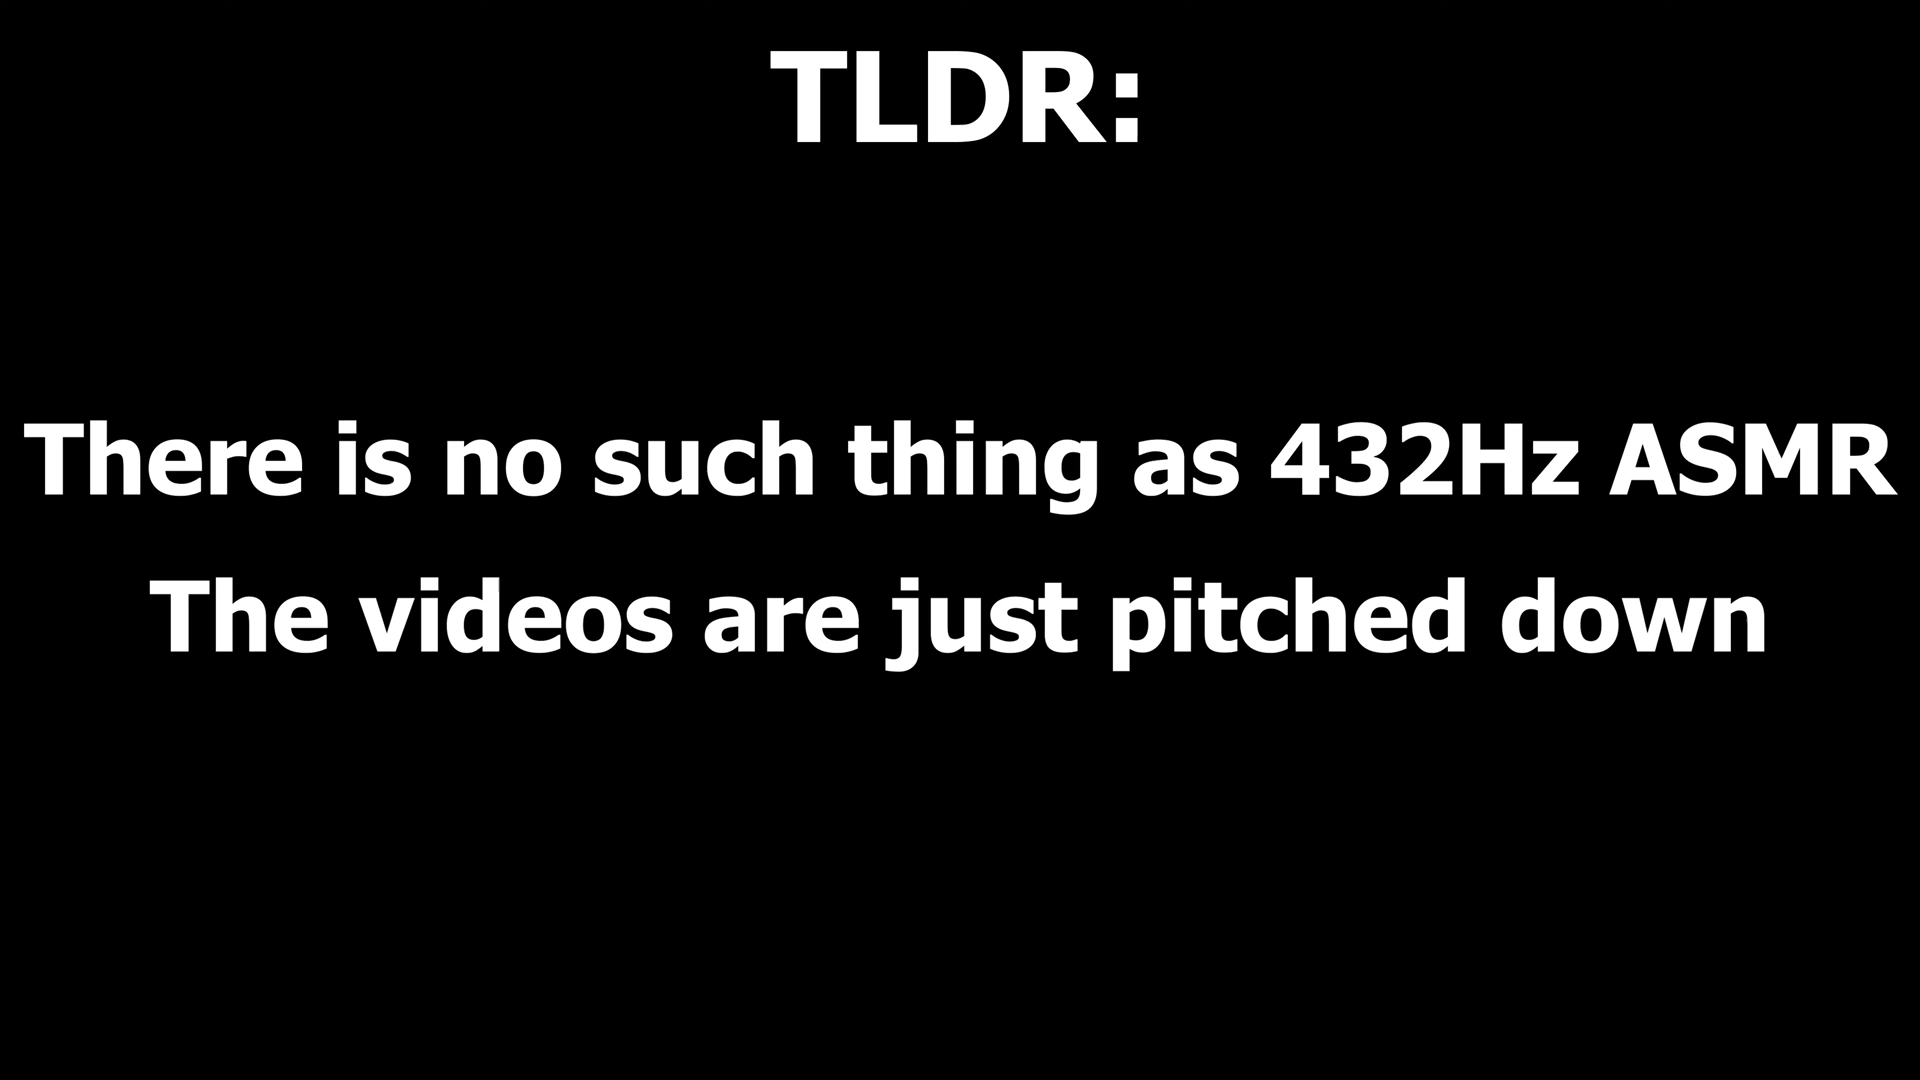 TLDR:
There is no such thing as 432Hz ASMR
The videos are just pitched down